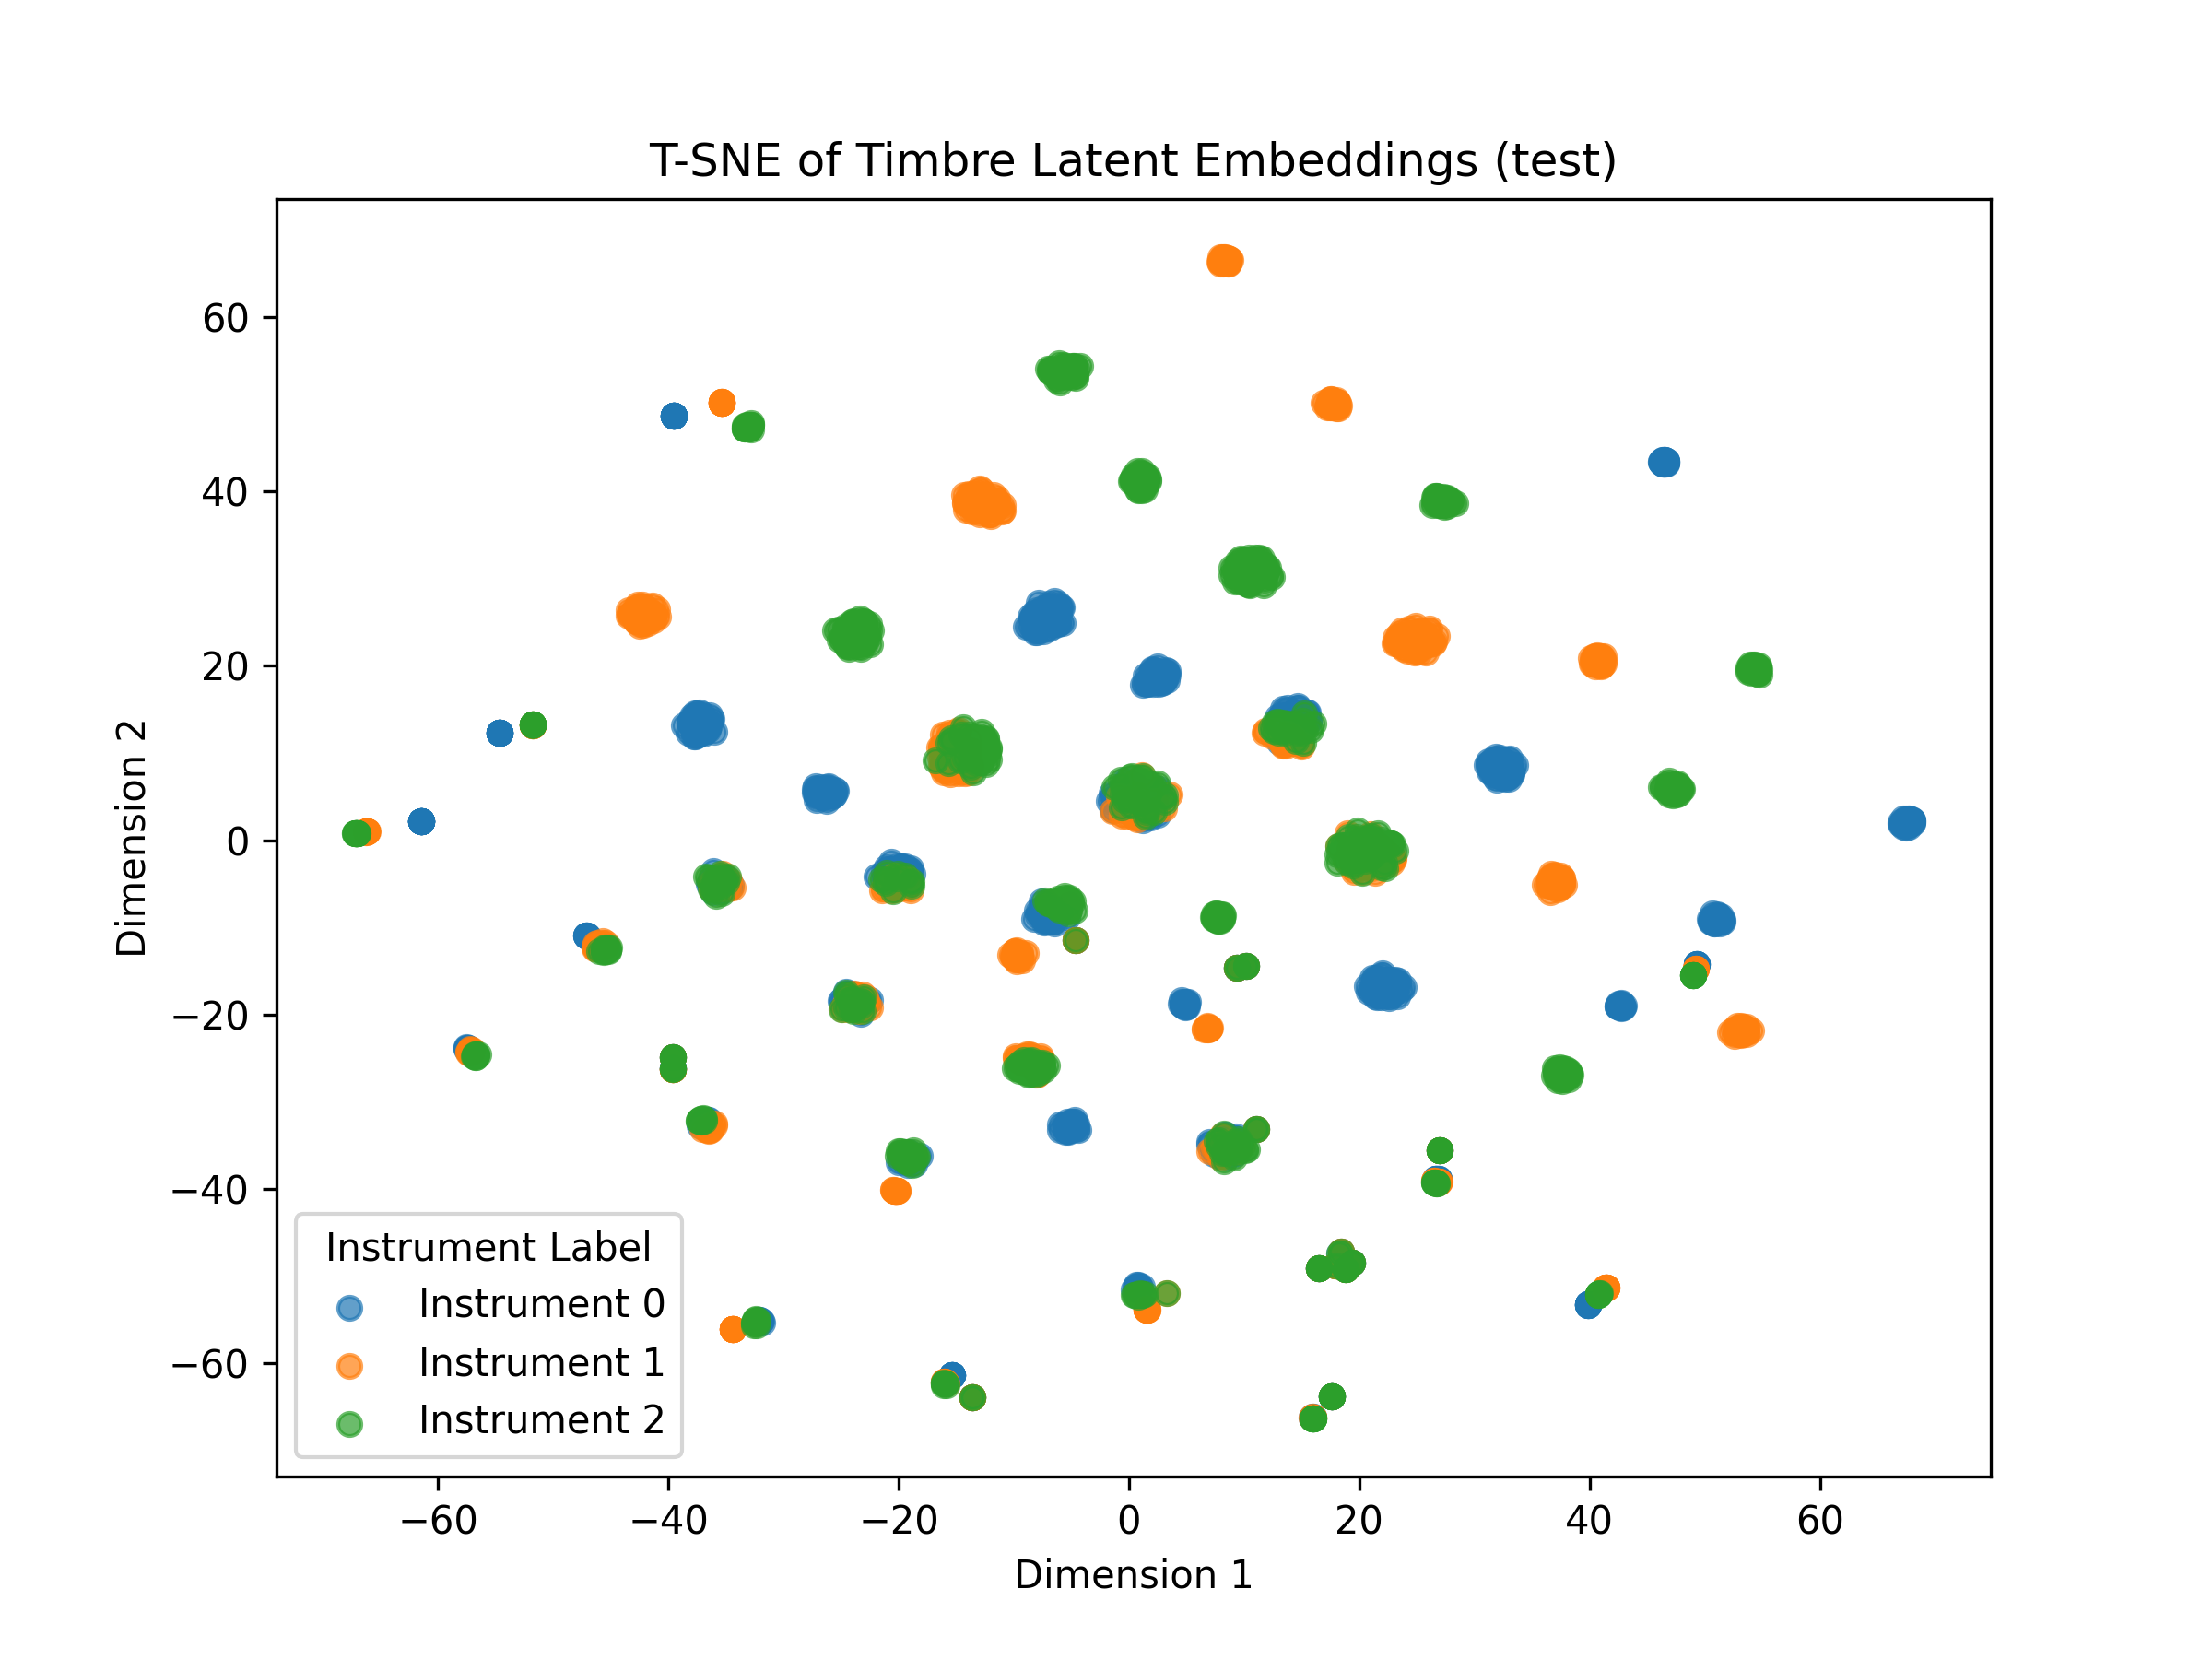 T-SNE of Timbre Latent Embeddings (test)
60
40
20
0
−20
−40
−60
Dimension 2
Instrument Label
Instrument 0
Instrument 1
Instrument 2
−60 −40 −20 0 20 40 60
Dimension 1